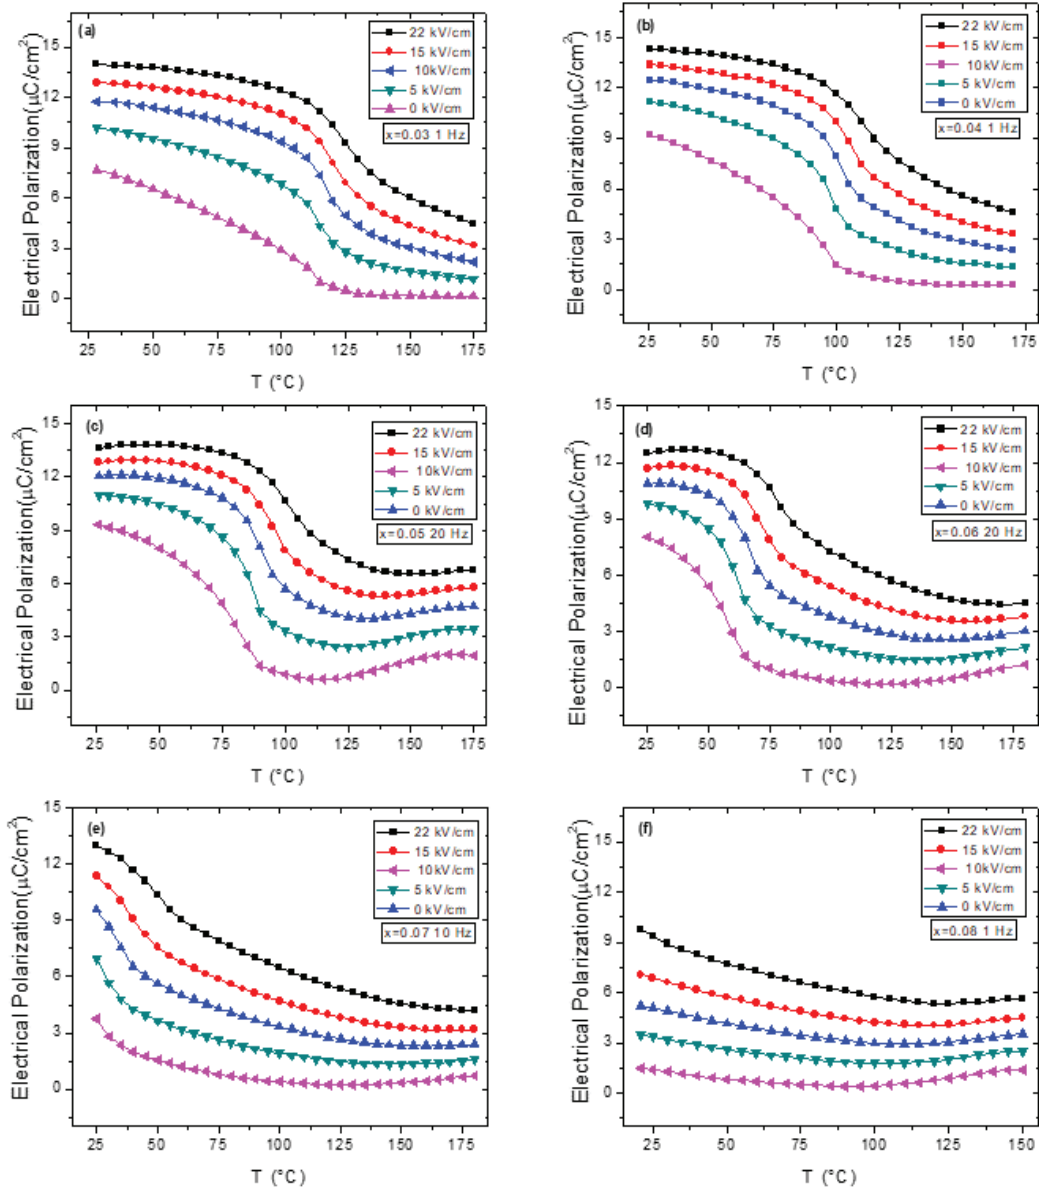 (a)
22 kV/cm
15 kV/cm
10kV/cm
5 kV/cm
0 kV/cm
x=0.03 1 Hz
Electrical Polarization(μC/cm²)
15
12
9
6
3
0
25 50 75 100 125 150 175
T (°C)
(b)
22 kV/cm
15 kV/cm
10kV/cm
5 kV/cm
0 kV/cm
x=0.04 1 Hz
Electrical Polarization(μC/cm²)
15
12
9
6
3
0
25 50 75 100 125 150 175
T (°C)
(c)
22 kV/cm
15 kV/cm
10kV/cm
5 kV/cm
0 kV/cm
x=0.05 20 Hz
Electrical Polarization(μC/cm²)
15
12
9
6
3
0
25 50 75 100 125 150 175
T (°C)
(d)
22 kV/cm
15 kV/cm
10kV/cm
5 kV/cm
0 kV/cm
x=0.06 20 Hz
Electrical Polarization(μC/cm²)
15
12
9
6
3
0
25 50 75 100 125 150 175
T (°C)
(e)
22 kV/cm
15 kV/cm
10kV/cm
5 kV/cm
0 kV/cm
x=0.07 10 Hz
Electrical Polarization(μC/cm²)
15
12
9
6
3
0
25 50 75 100 125 150 175
T (°C)
(f)
22 kV/cm
15 kV/cm
10kV/cm
5 kV/cm
0 kV/cm
x=0.08 1 Hz
Electrical Polarization(μC/cm²)
15
12
9
6
3
0
25 50 75 100 125 150
T (°C)